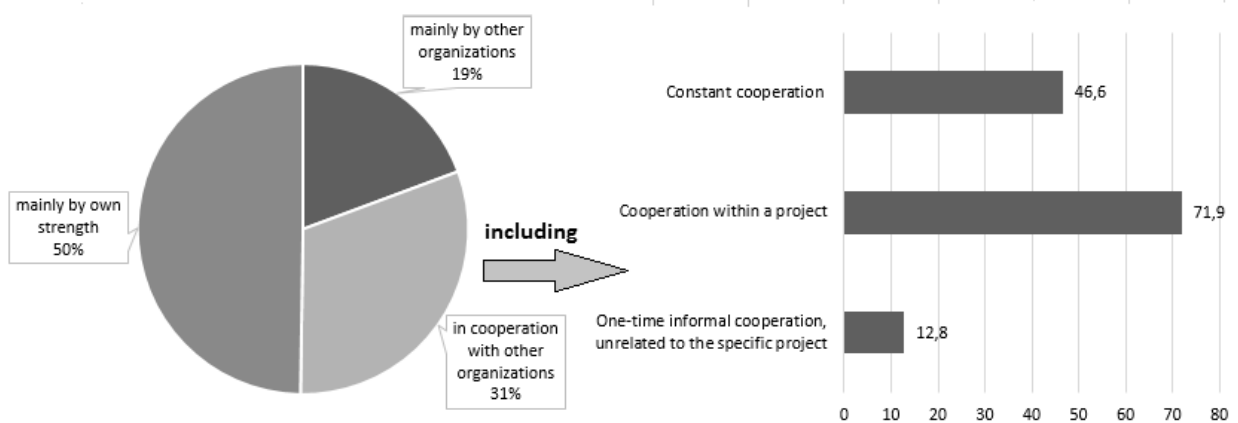 mainly by other
organizations
19%
mainly by own
strength
50%
in cooperation
with other
organizations
31%
including
Constant cooperation
46,6
Cooperation within a project
71,9
One-time informal cooperation,
unrelated to the specific project
12,8
0 10 20 30 40 50 60 70 80